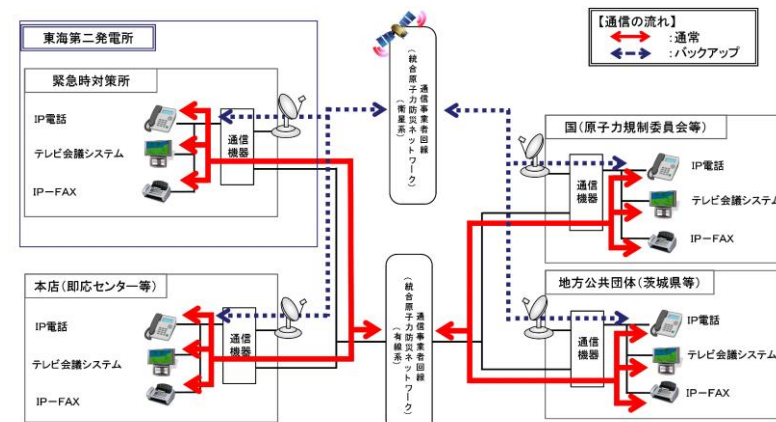 【通信の流れ】
:通常
:バックアップ
東海第二発電所
緊急時対策所
IP電話
テレビ会議システム
IP－FAX
通信機器
本店(即応センター等)
IP電話
テレビ会議システム
IP－FAX
通信機器
通信事業者回線
(統合原子力防災ネットワーク)
(衛星系)
通信事業者回線
(統合原子力防災ネットワーク)
(有線系)
国(原子力規制委員会等)
通信機器
IP電話
テレビ会議システム
IP－FAX
地方公共団体(茨城県等)
通信機器
IP電話
テレビ会議システム
IP－FAX